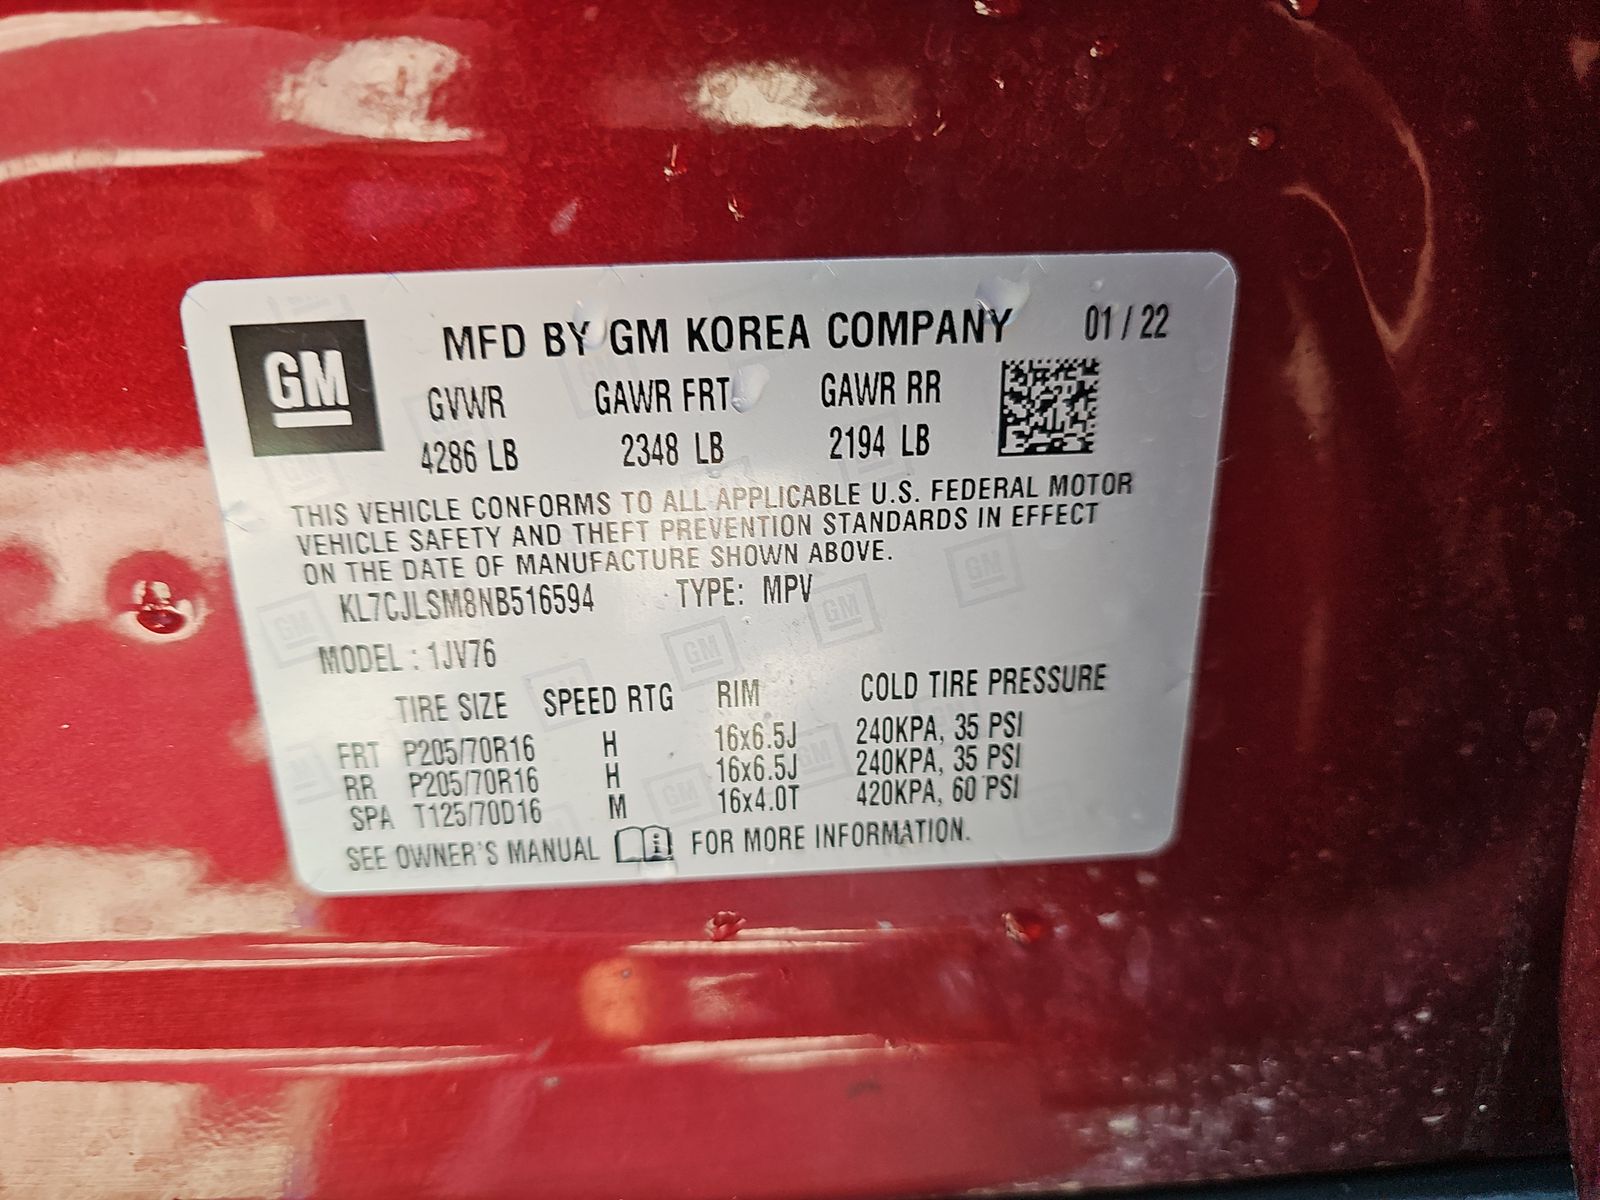 GM
MFD BY GM KOREA COMPANY 01 / 22
GVWR GAWR FRT GAWR RR
4286 LB 2348 LB 2194 LB
THIS VEHICLE CONFORMS TO ALL APPLICABLE U.S. FEDERAL MOTOR
VEHICLE SAFETY AND THEFT PREVENTION STANDARDS IN EFFECT
ON THE DATE OF MANUFACTURE SHOWN ABOVE.
KL7CJLSM8NB516594 TYPE: MPV
MODEL : 1JV76
TIRE SIZE SPEED RTG RIM COLD TIRE PRESSURE
FRT P205/70R16 H 16x6.5J 240KPA, 35 PSI
RR P205/70R16 H 16x6.5J 240KPA, 35 PSI
SPA T125/70D16 M 16x4.0T 420KPA, 60 PSI
SEE OWNER'S MANUAL FOR MORE INFORMATION.